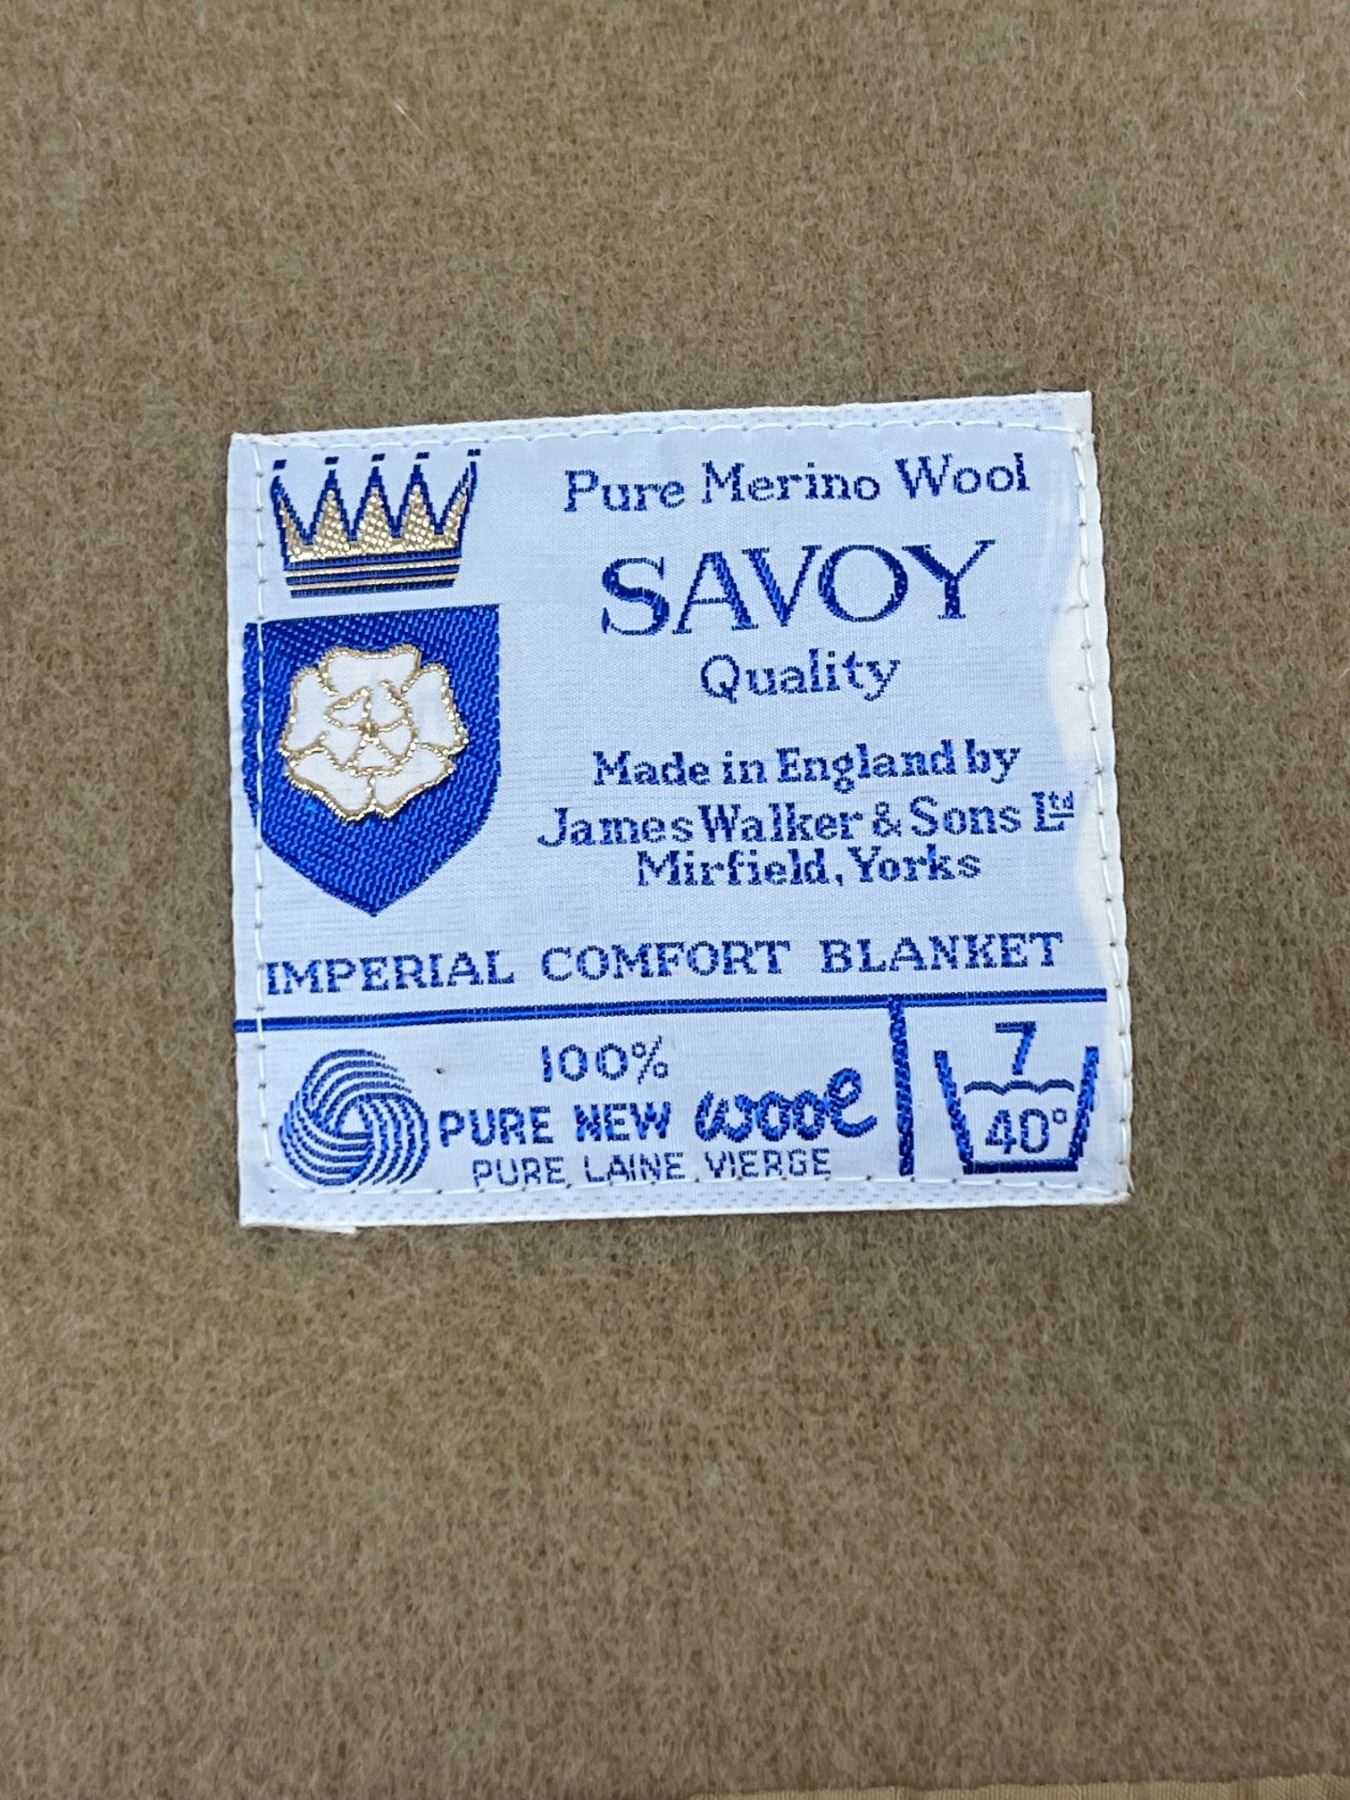 Pure Merino Wool
SAVOY
Quality
Made in England by
James Walker & Sons Ltd
Mirfield, Yorks
IMPERIAL COMFORT BLANKET
100%
PURE NEW wool
PURE LAINE VIERGE
7
40°